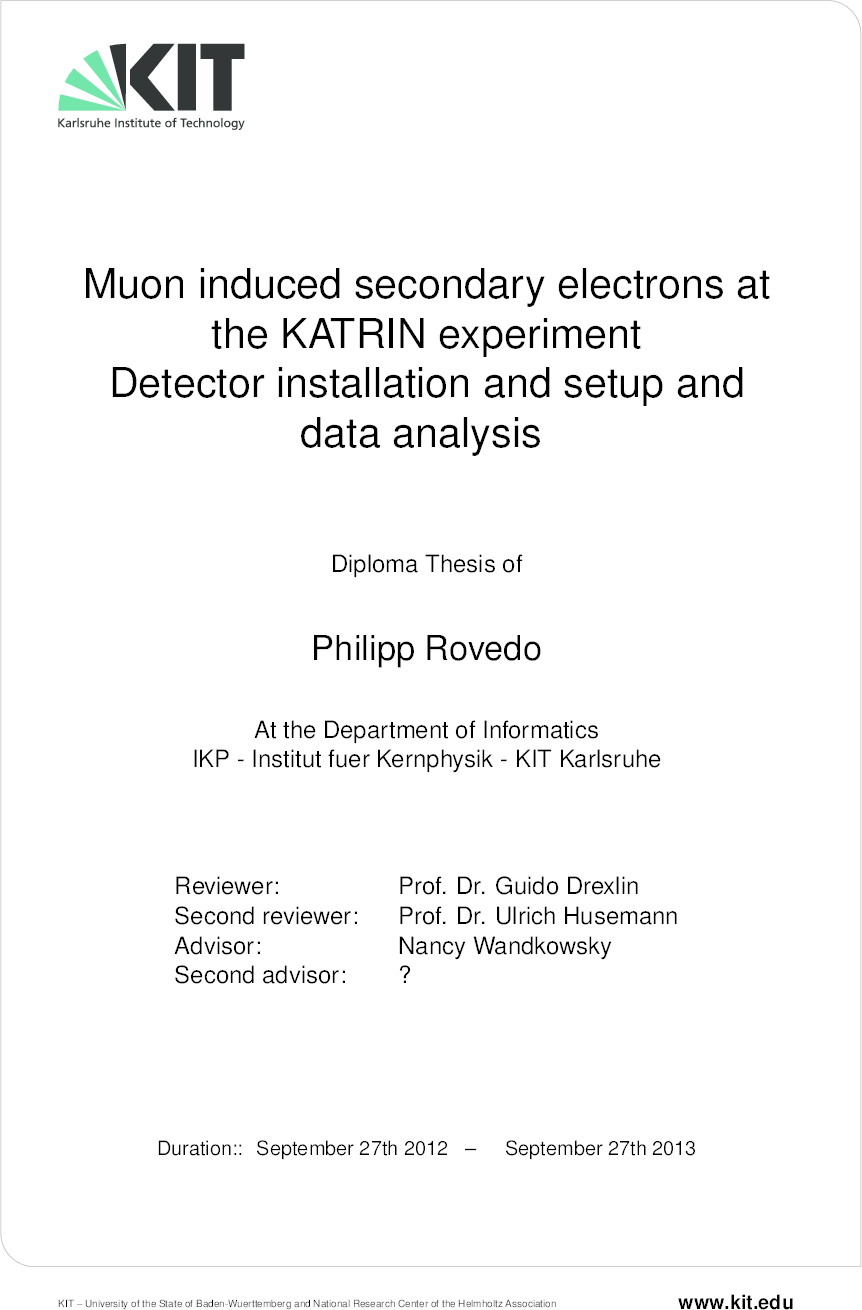 KIT
Karlsruhe Institute of Technology
Muon induced secondary electrons at
the KATRIN experiment
Detector installation and setup and
data analysis
Diploma Thesis of
Philipp Rovedo
At the Department of Informatics
IKP - Institut fuer Kernphysik - KIT Karlsruhe
Reviewer: Prof. Dr. Guido Drexlin
Second reviewer: Prof. Dr. Ulrich Husemann
Advisor: Nancy Wandkowsky
Second advisor: ?
Duration:: September 27th 2012 – September 27th 2013
KIT – University of the State of Baden-Wuerttemberg and National Research Center of the Helmholtz Association www.kit.edu